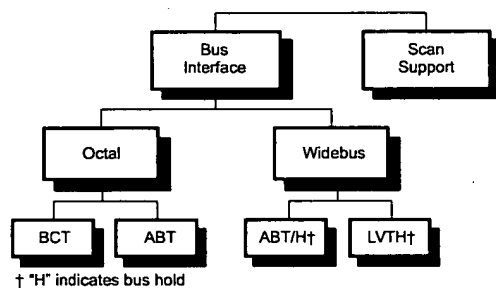 Bus
Interface
Scan
Support
Octal
Widebus
BCT
ABT
ABT/H†
LVTH†
† "H" indicates bus hold